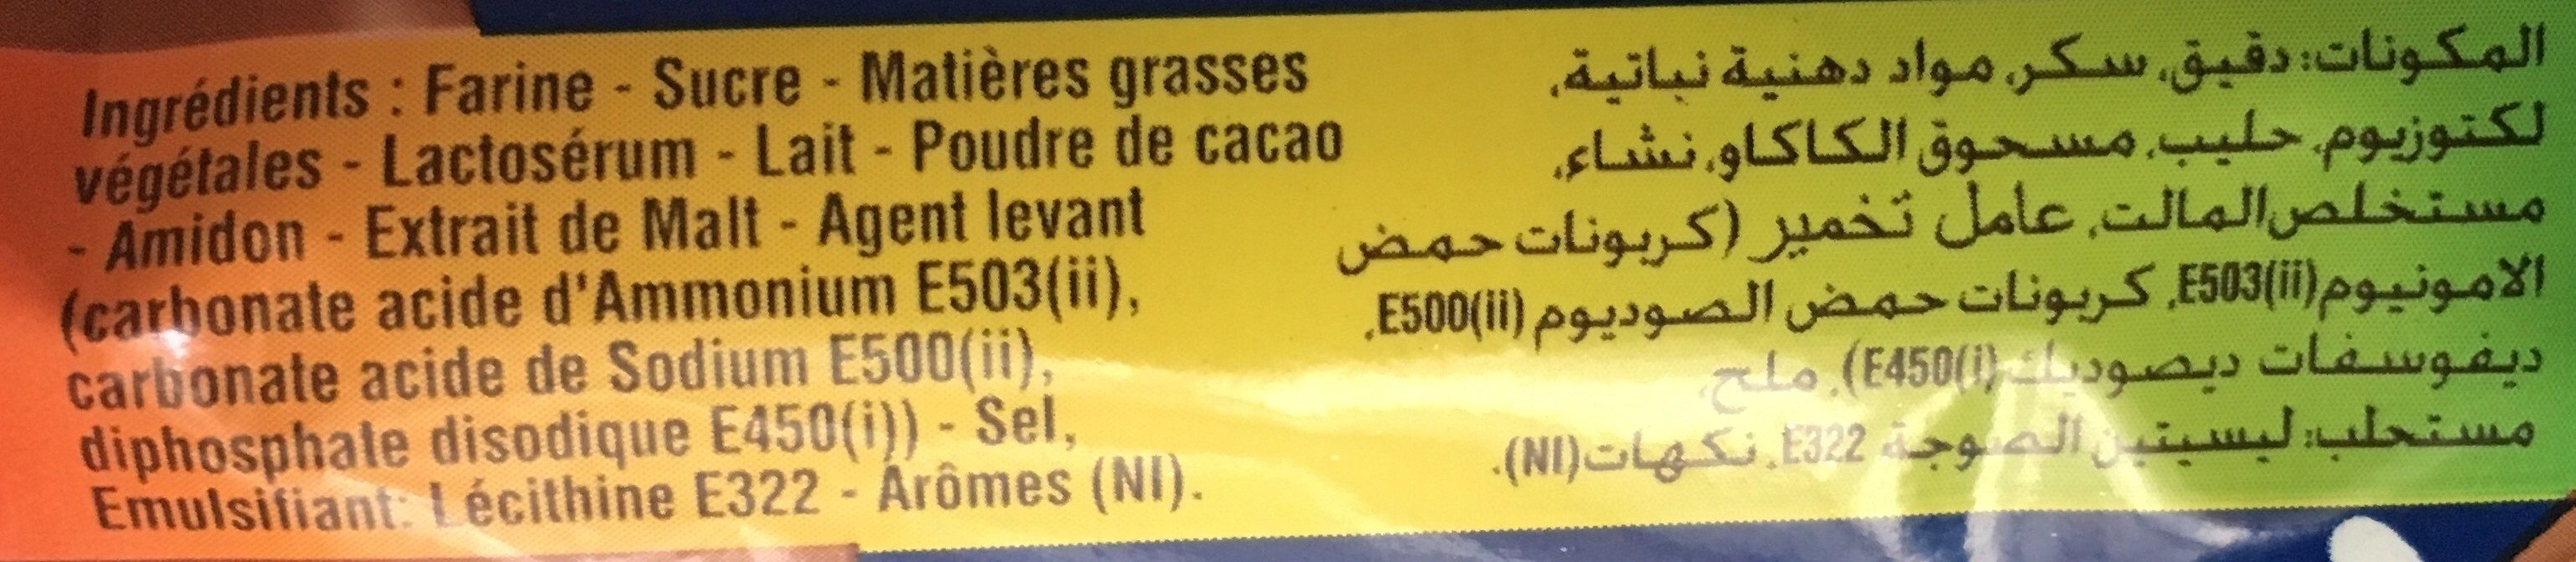 Ingrédients : Farine - Sucre - Matières grasses
végétales - Lactosérum - Lait - Poudre de cacao
- Amidon - Extrait de Malt - Agent levant
(carbonate acide d'Ammonium E503(ii),
carbonate acide de Sodium E500(ii),
diphosphate disodique E450(i)) - Sel,
Emulsifiant: Lécithine E322 - Arômes (NI).
المكونات: دقيق، سكر، مواد دهنية نباتية،
لكتوزيوم، حليب، مسحوق الكاكاو، نشاء،
مستخلص المالت، عامل تخمير (كربونات حمض
الامونيوم E503(ii)، كربونات حمض الصوديوم E500(ii)،
ديفوسفات ديصوديك E450(i))، ملح،
مستحلب: ليسيتين الصوجة E322، نكهات (NI).